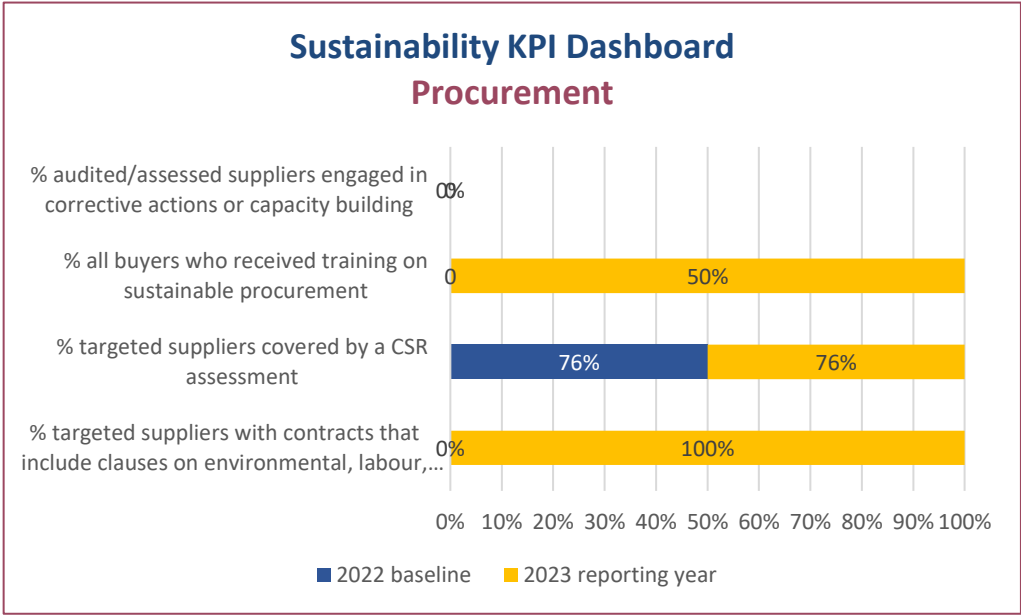 Sustainability KPI Dashboard
Procurement
% audited/assessed suppliers engaged in
corrective actions or capacity building
0%
0%
% all buyers who received training on
sustainable procurement
0
50%
% targeted suppliers covered by a CSR
assessment
76%
76%
% targeted suppliers with contracts that
include clauses on environmental, labour,...
0%
100%
0% 10% 20% 30% 40% 50% 60% 70% 80% 90% 100%
2022 baseline 2023 reporting year